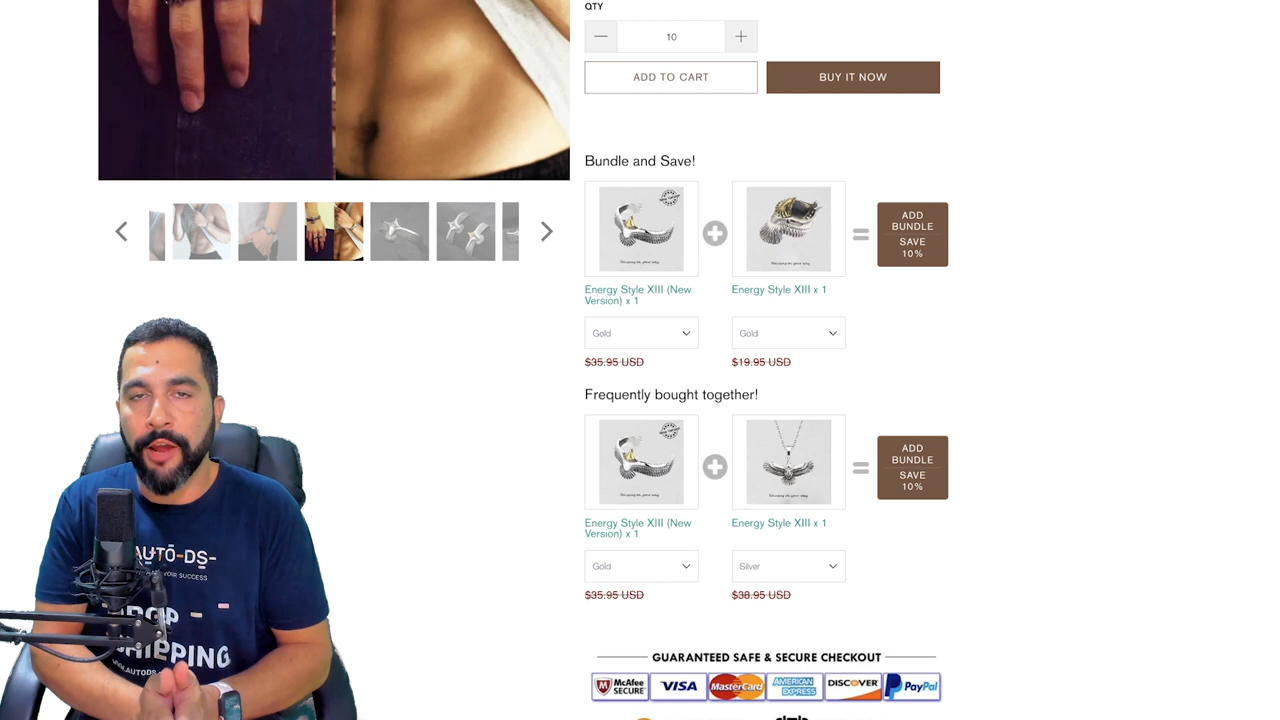 QTY
10
ADD TO CART
BUY IT NOW
Bundle and Save!
Energy Style XIII (New
Version) x 1
Energy Style XIII x 1
ADD
BUNDLE
SAVE
10%
Gold
Gold
$35.95 USD
$19.95 USD
Frequently bought together!
Energy Style XIII (New
Version) x 1
Energy Style XIII x 1
ADD
BUNDLE
SAVE
10%
Gold
Silver
$35.95 USD
$38.95 USD
GUARANTEED SAFE & SECURE CHECKOUT
McAfee
SECURE
VISA
MasterCard
AMERICAN
EXPRESS
DISCOVER
PayPal
AUTO-DS-
YOUR SUCCESS
DROP
SHIPPING